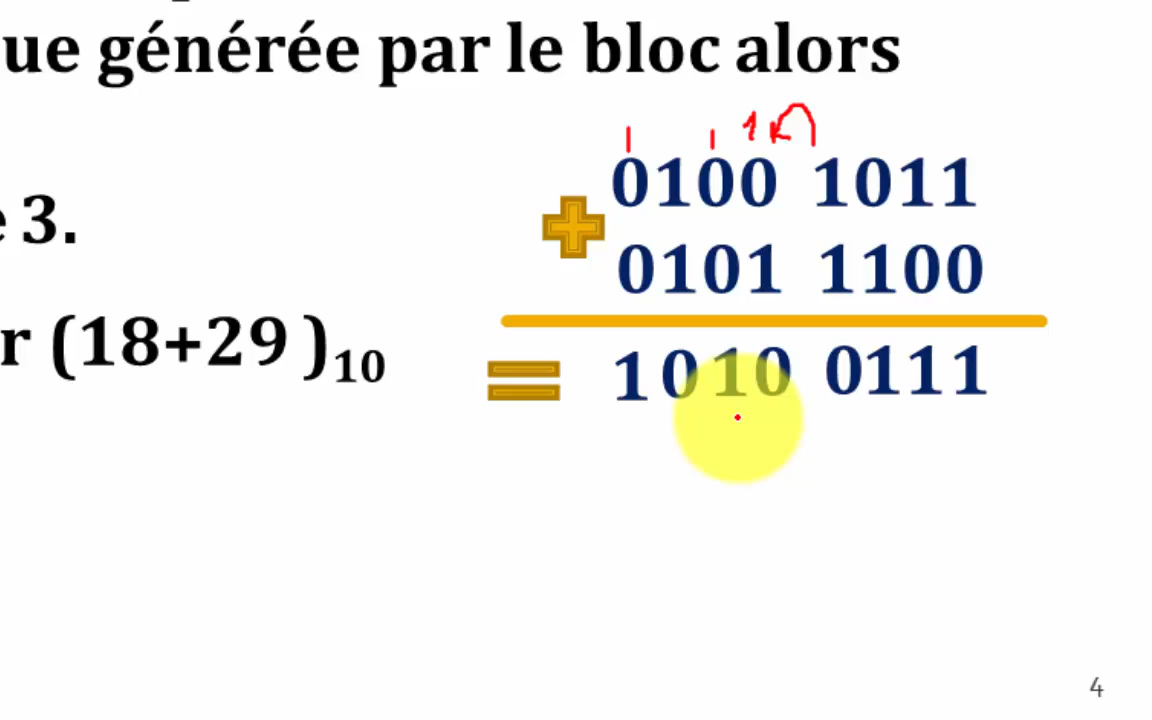 ue générée par le bloc alors
1 1 1
0100 1011
e 3.
0101 1100
r (18+29 )10
1010 0111
4